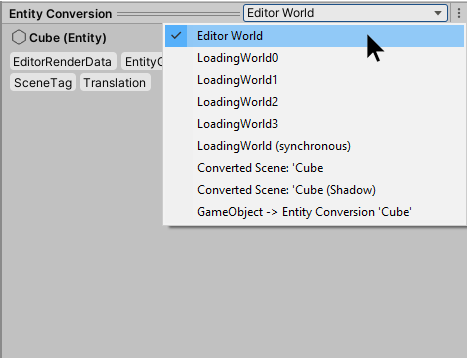 Entity Conversion Editor World
Cube (Entity)
EditorRenderData
SceneTag Translation
Editor World
LoadingWorld0
LoadingWorld1
LoadingWorld2
LoadingWorld3
LoadingWorld (synchronous)
Converted Scene: 'Cube
Converted Scene: 'Cube (Shadow)
GameObject -> Entity Conversion 'Cube'